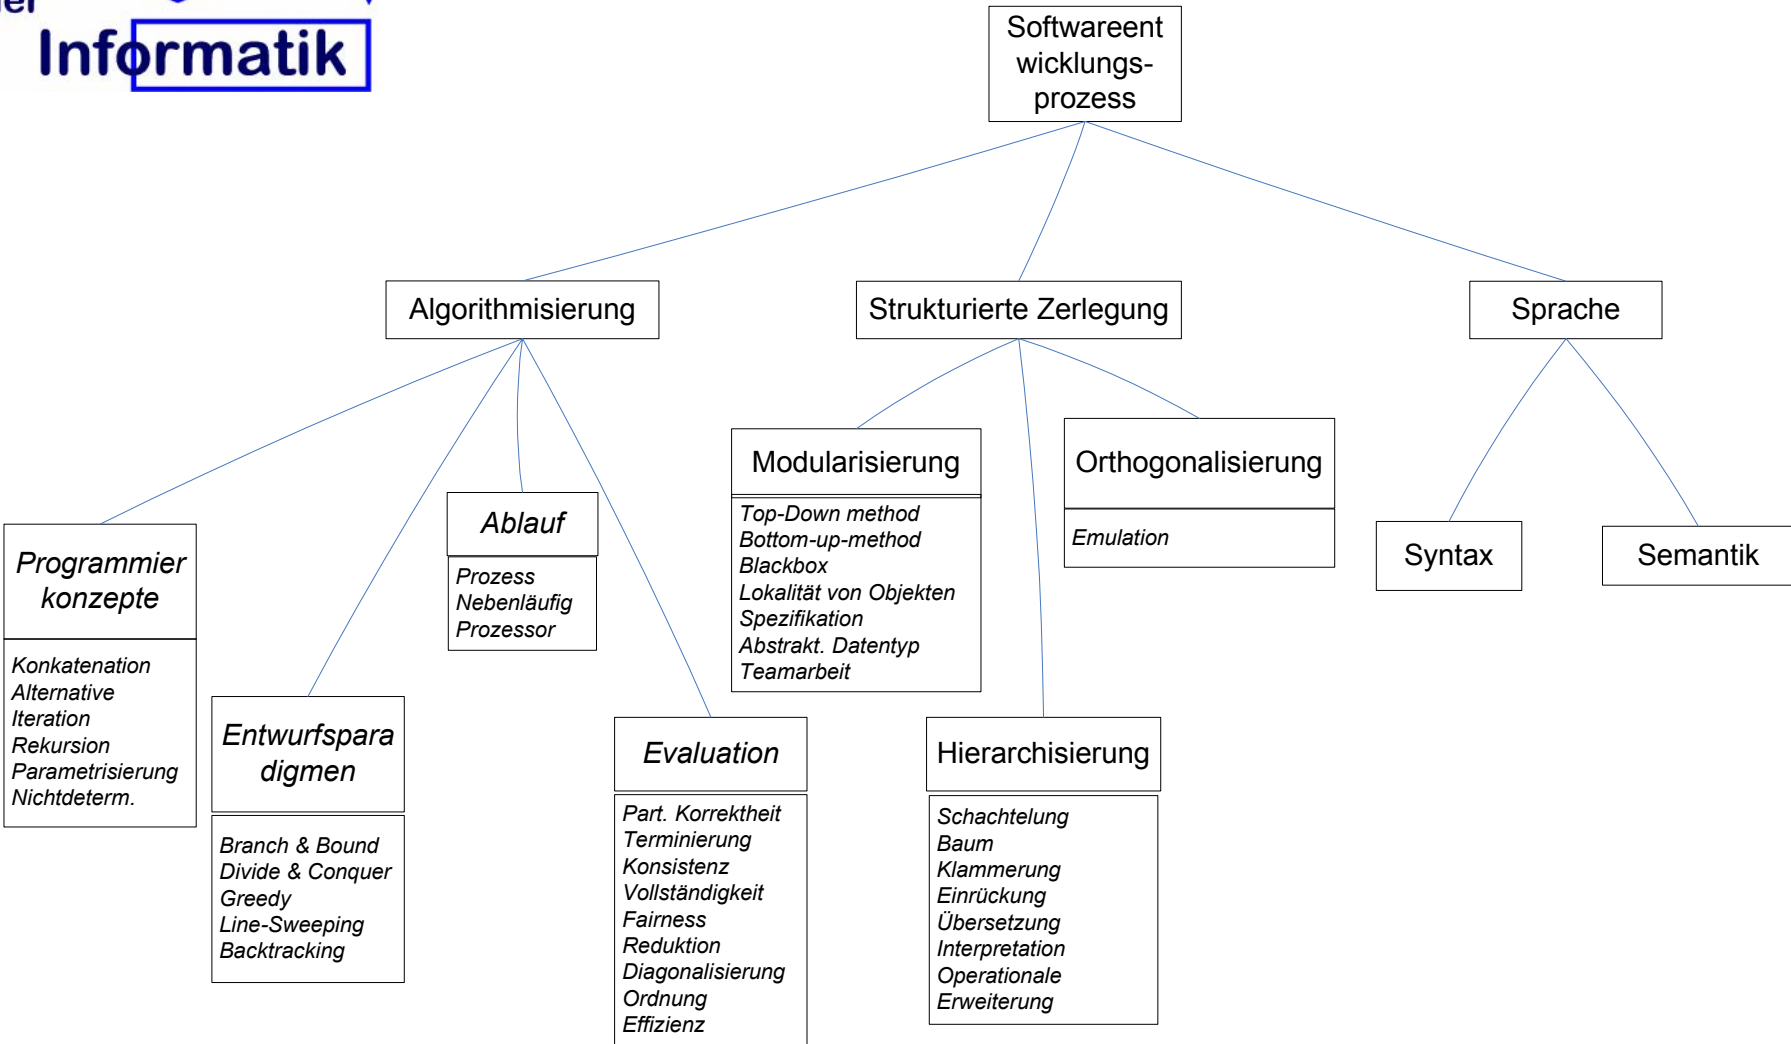 Informatik
Softwareent
wicklungs-
prozess
Algorithmisierung
Strukturierte Zerlegung
Sprache
Programmier
konzepte
Konkatenation
Alternative
Iteration
Rekursion
Parametrisierung
Nichtdeterm.
Entwurfspara
digmen
Branch & Bound
Divide & Conquer
Greedy
Line-Sweeping
Backtracking
Ablauf
Prozess
Nebenläufig
Prozessor
Evaluation
Part. Korrektheit
Terminierung
Konsistenz
Vollständigkeit
Fairness
Reduktion
Diagonalisierung
Ordnung
Effizienz
Modularisierung
Top-Down method
Bottom-up-method
Blackbox
Lokalität von Objekten
Spezifikation
Abstrakt. Datentyp
Teamarbeit
Hierarchisierung
Schachtelung
Baum
Klammerung
Einrückung
Übersetzung
Interpretation
Operationale
Erweiterung
Orthogonalisierung
Emulation
Syntax
Semantik